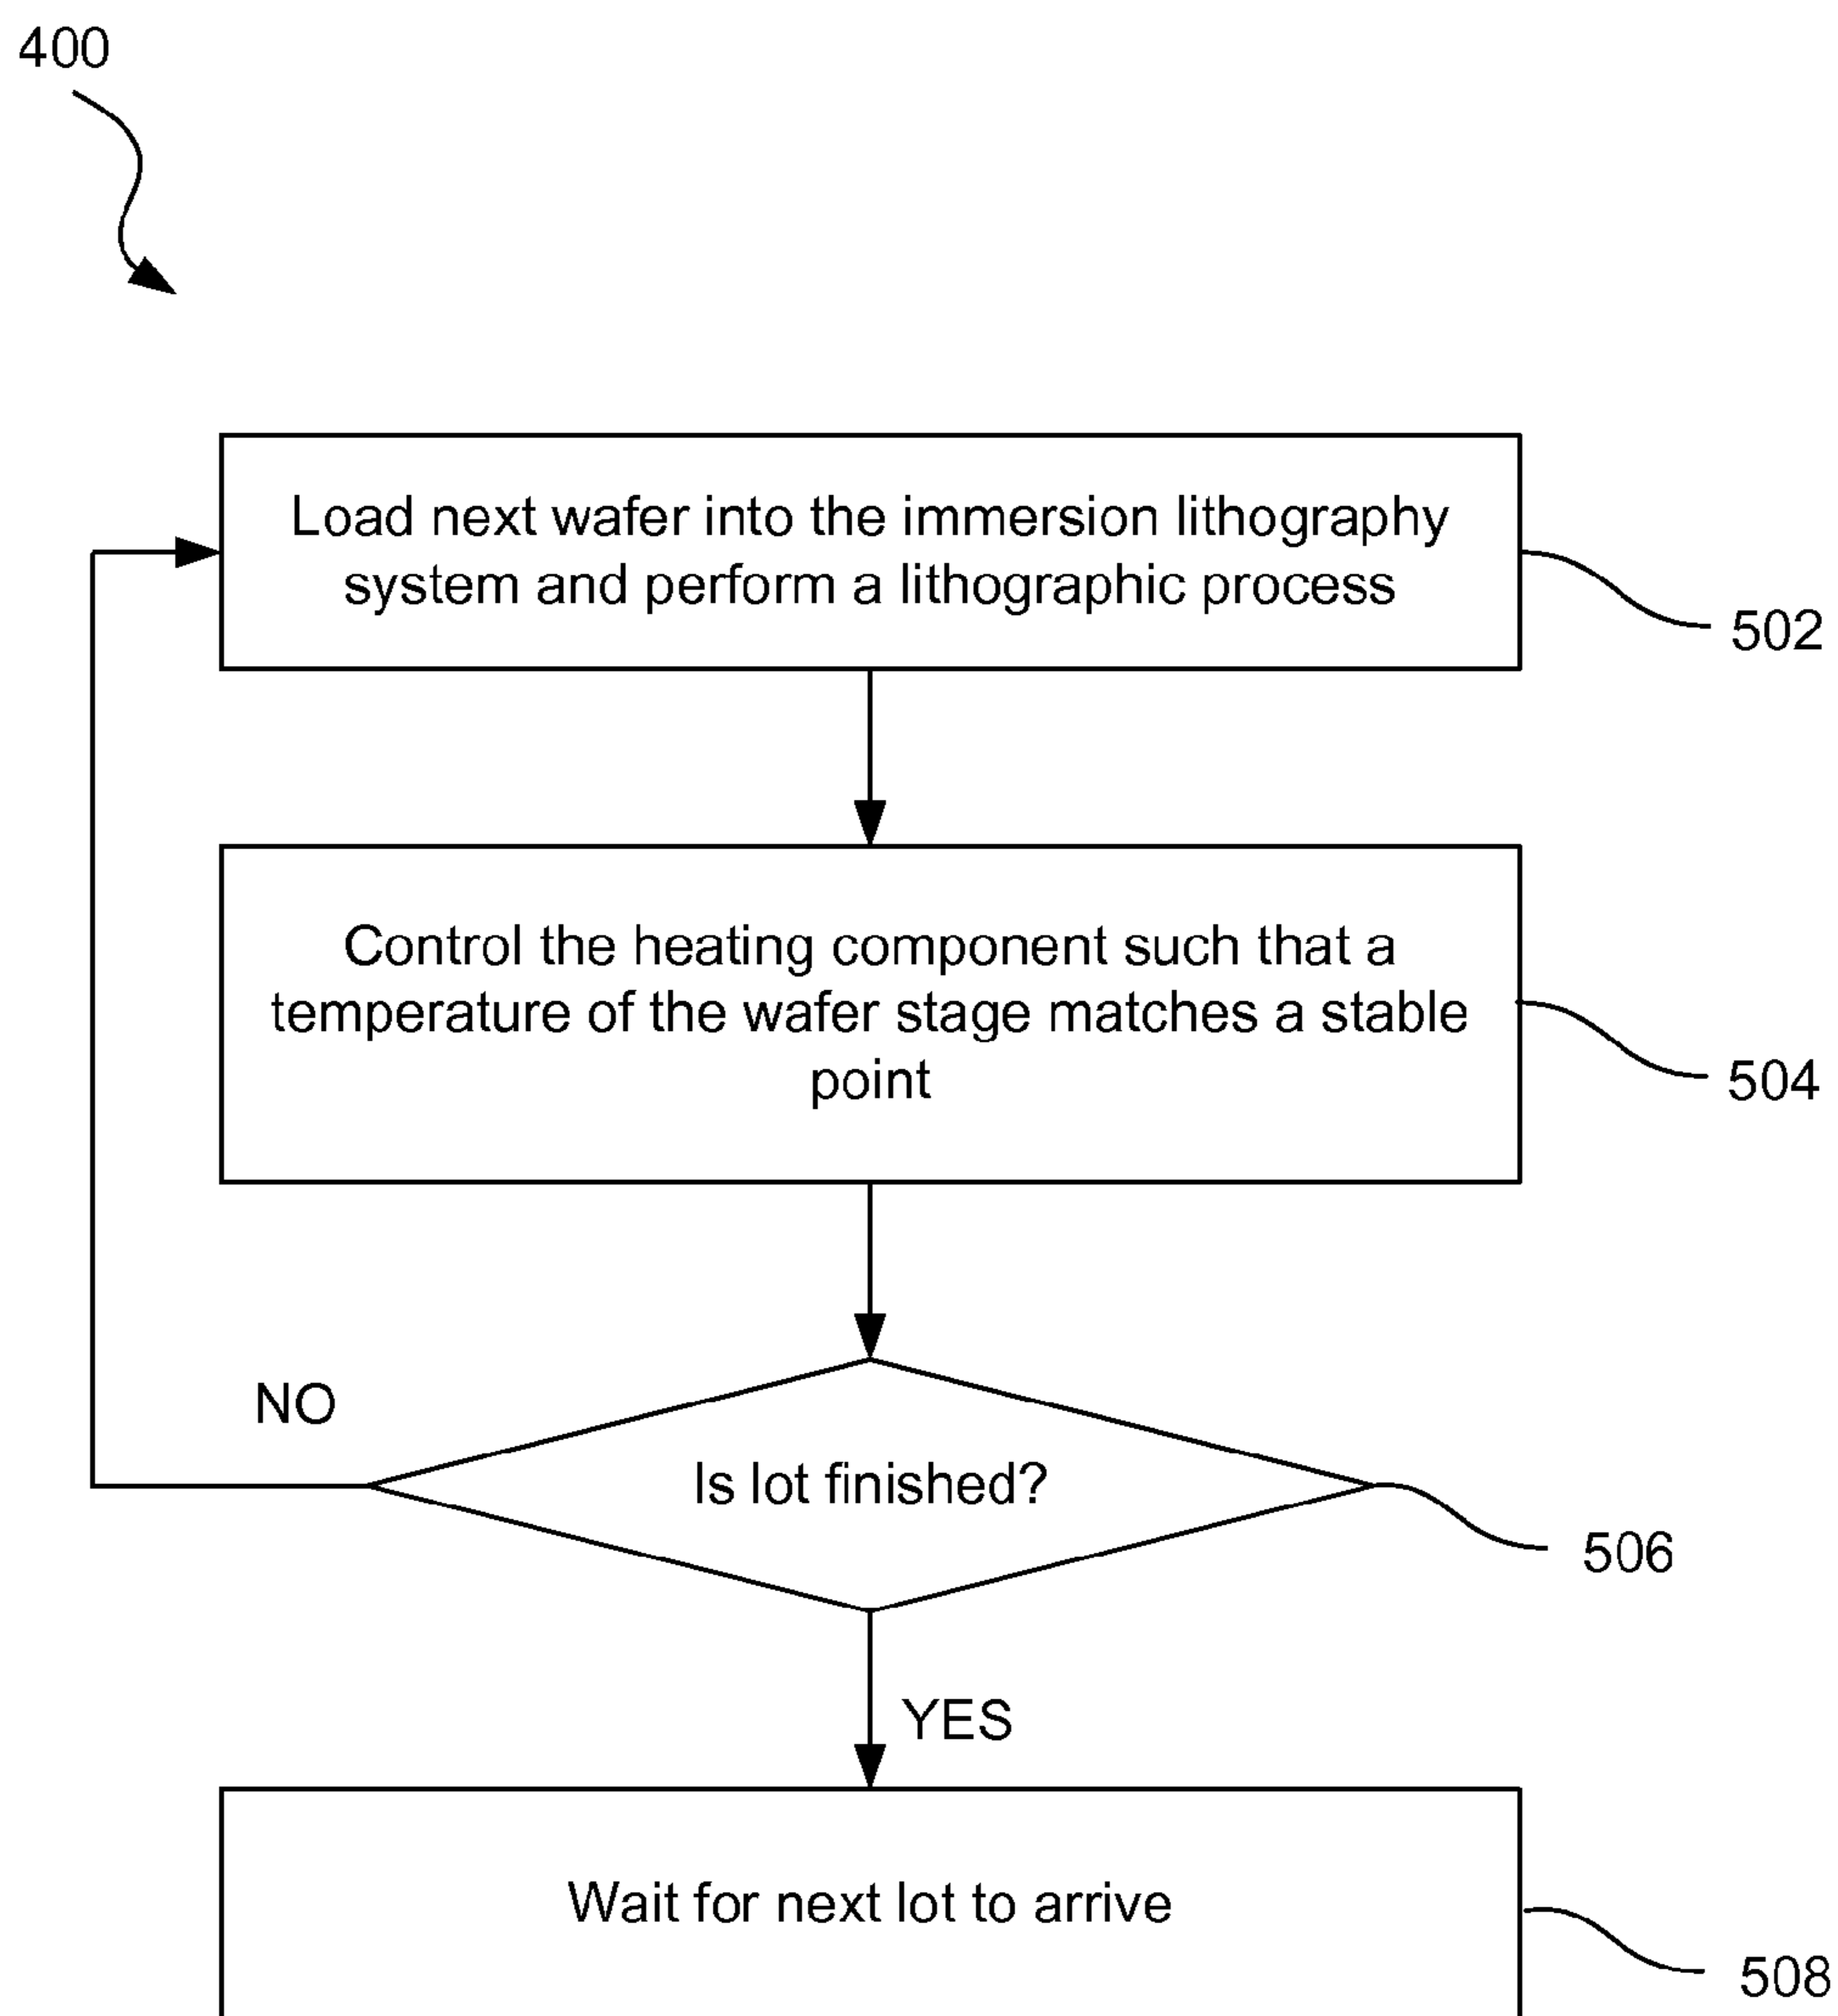 400
Load next wafer into the immersion lithography
system and perform a lithographic process
502
Control the heating component such that a
temperature of the wafer stage matches a stable
point
504
NO
Is lot finished?
506
YES
Wait for next lot to arrive
508